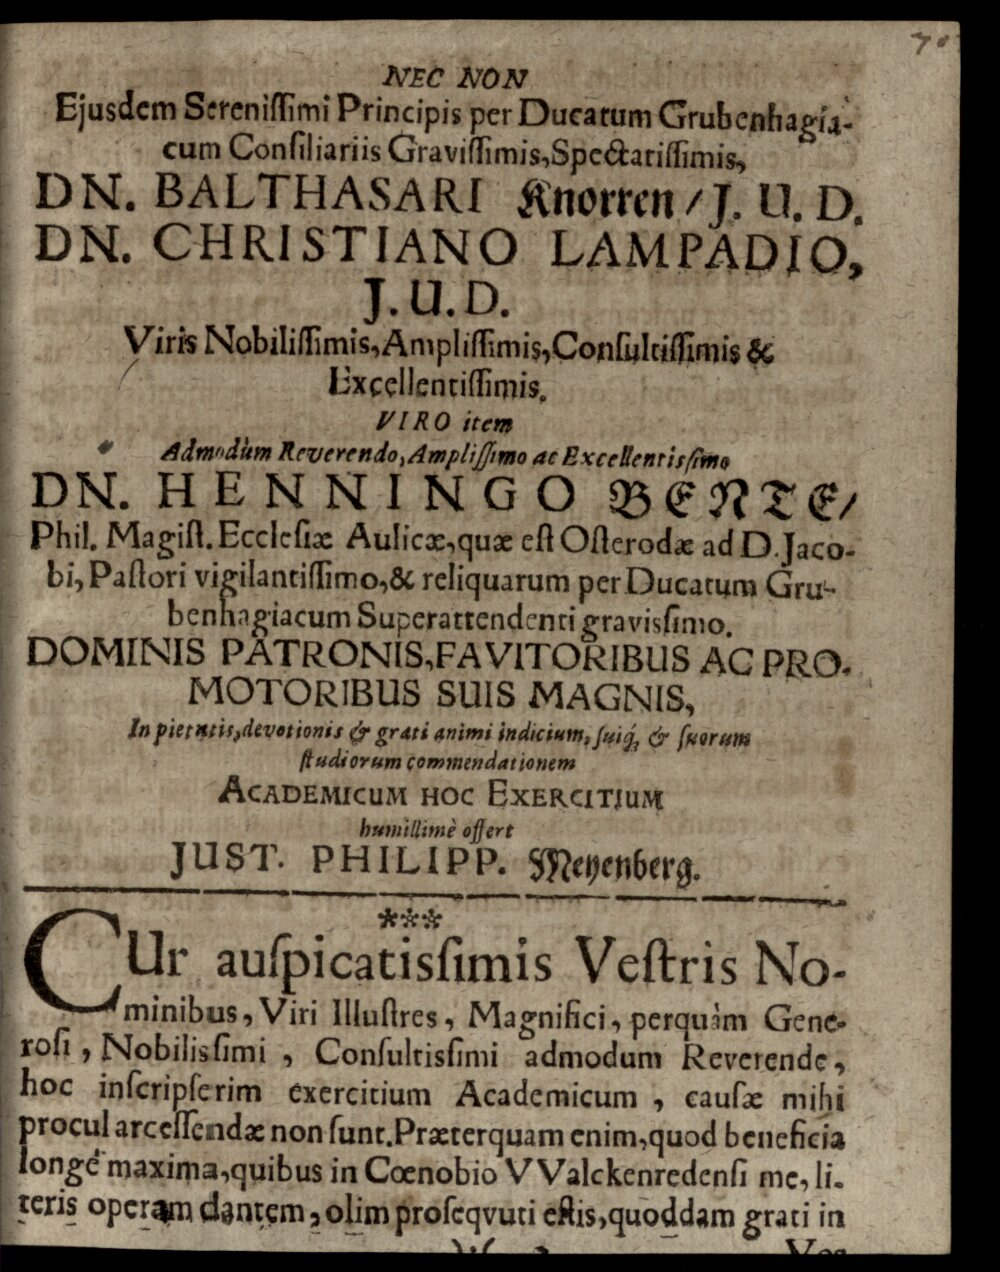 70
NEC NON
Ejusdem Serenissimi Principis per Ducatum Grubenhagia-
cum Consiliariis Gravissimis, Spectatissimis,
DN. BALTHASARI Knorren / J. U. D.
DN. CHRISTIANO LAMPADIO,
J. U. D.
Viris Nobilissimis, Amplissimis, Consultissimis &
Excellentissimis.
VIRO item
Admodùm Reverendo, Amplissimo ac Excellentissimo
DN. HENNINGO BENTE /
Phil. Magist. Ecclesiæ Aulicæ, quæ est Osterodæ ad D. Jaco-
bi, Pastori vigilantissimo, & reliquarum per Ducatum Gru-
benhagiacum Superattendenti gravissimo.
DOMINIS PATRONIS, FAVITORIBUS AC PRO-
MOTORIBUS SUIS MAGNIS,
In pietatis, devotionis & grati animi indicium, suiq́, & suorum
studiorum commendationem
ACADEMICUM HOC EXERCITIUM
humillimè offert
JUST. PHILIPP. Meyenberg.
***
CUr auspicatissimis Vestris No-
minibus, Viri Illustres, Magnifici, perquàm Gene-
rosi, Nobilissimi, Consultissimi admodum Reverende,
hoc inscripserim exercitium Academicum, causæ mihi
procul arcessendæ non sunt. Præterquam enim, quod beneficia
longè maxima, quibus in Cœnobio VValckenredensi me, li-
teris operam dantem, olim proseqvuti estis, quoddam grati in
Vos